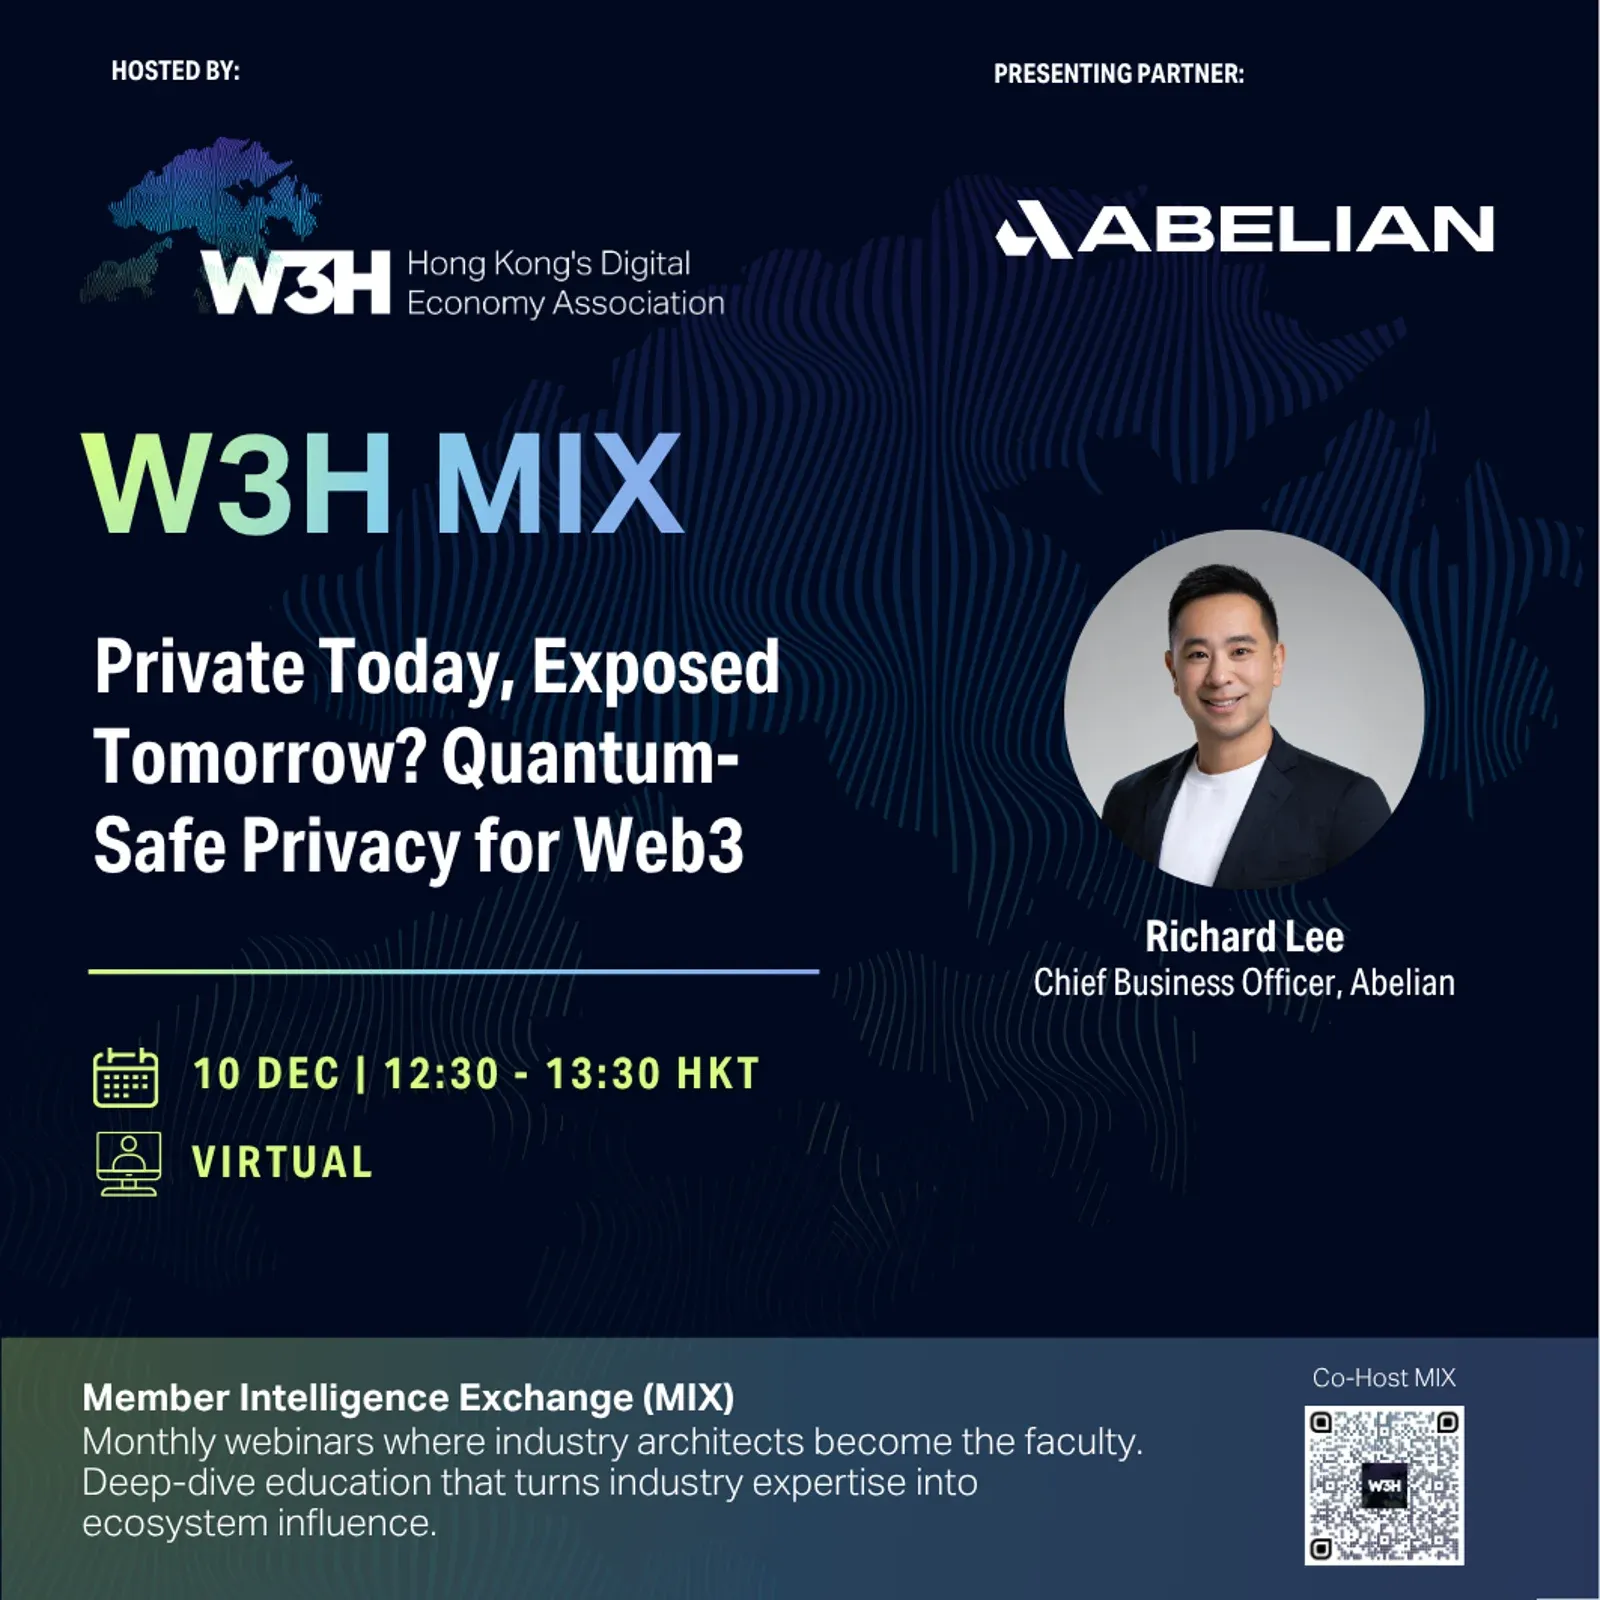 HOSTED BY:
PRESENTING PARTNER:
W3H
Hong Kong's Digital
Economy Association
ABELIAN
W3H MIX
Private Today, Exposed
Tomorrow? Quantum-
Safe Privacy for Web3
Richard Lee
Chief Business Officer, Abelian
10 DEC | 12:30 - 13:30 HKT
VIRTUAL
Member Intelligence Exchange (MIX)
Monthly webinars where industry architects become the faculty.
Deep-dive education that turns industry expertise into
ecosystem influence.
Co-Host MIX
W3H